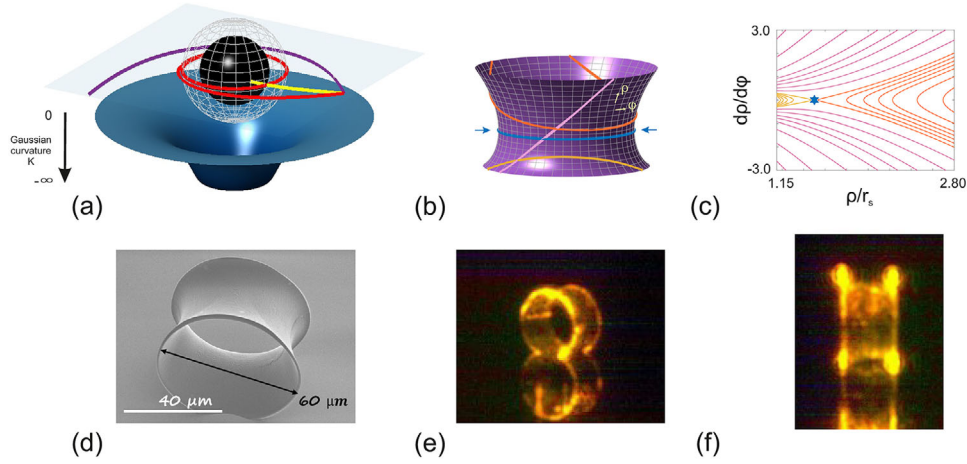 0
Gaussian
curvature
K
-∞
(a)
ρ
φ
(b)
3.0
dρ/dφ
-3.0
1.15
2.80
ρ/rs
(c)
40 μm
60 μm
(d)
(e)
(f)